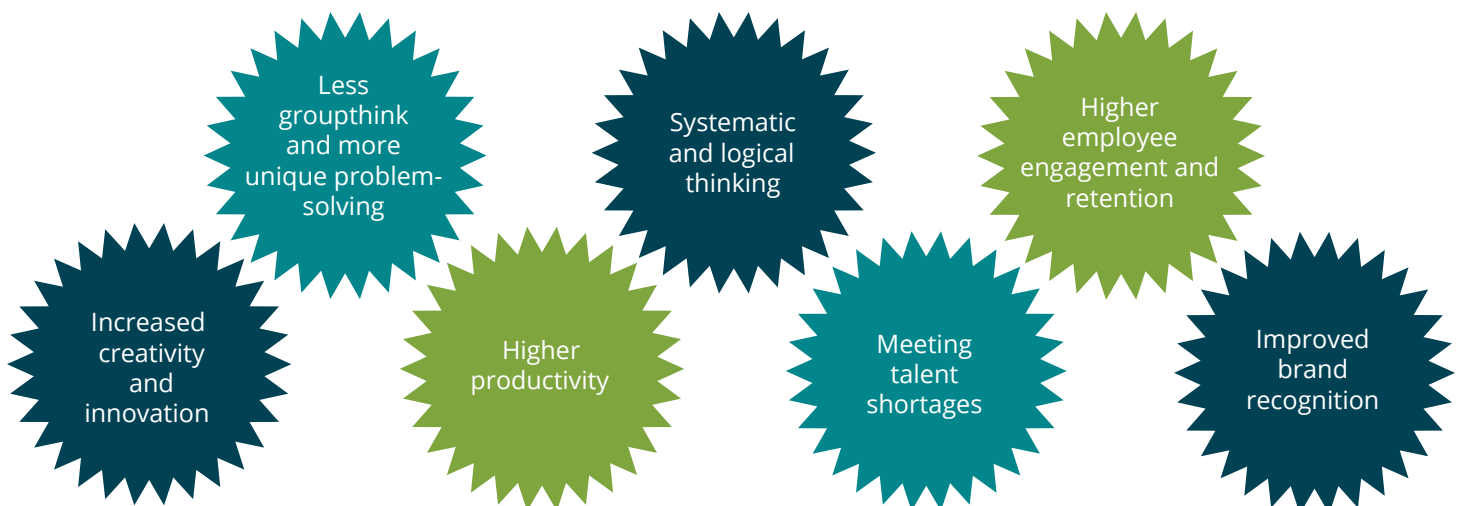 Less
groupthink
and more
unique problem-
solving
Systematic
and logical
thinking
Higher
employee
engagement and
retention
Increased
creativity
and
innovation
Higher
productivity
Meeting
talent
shortages
Improved
brand
recognition